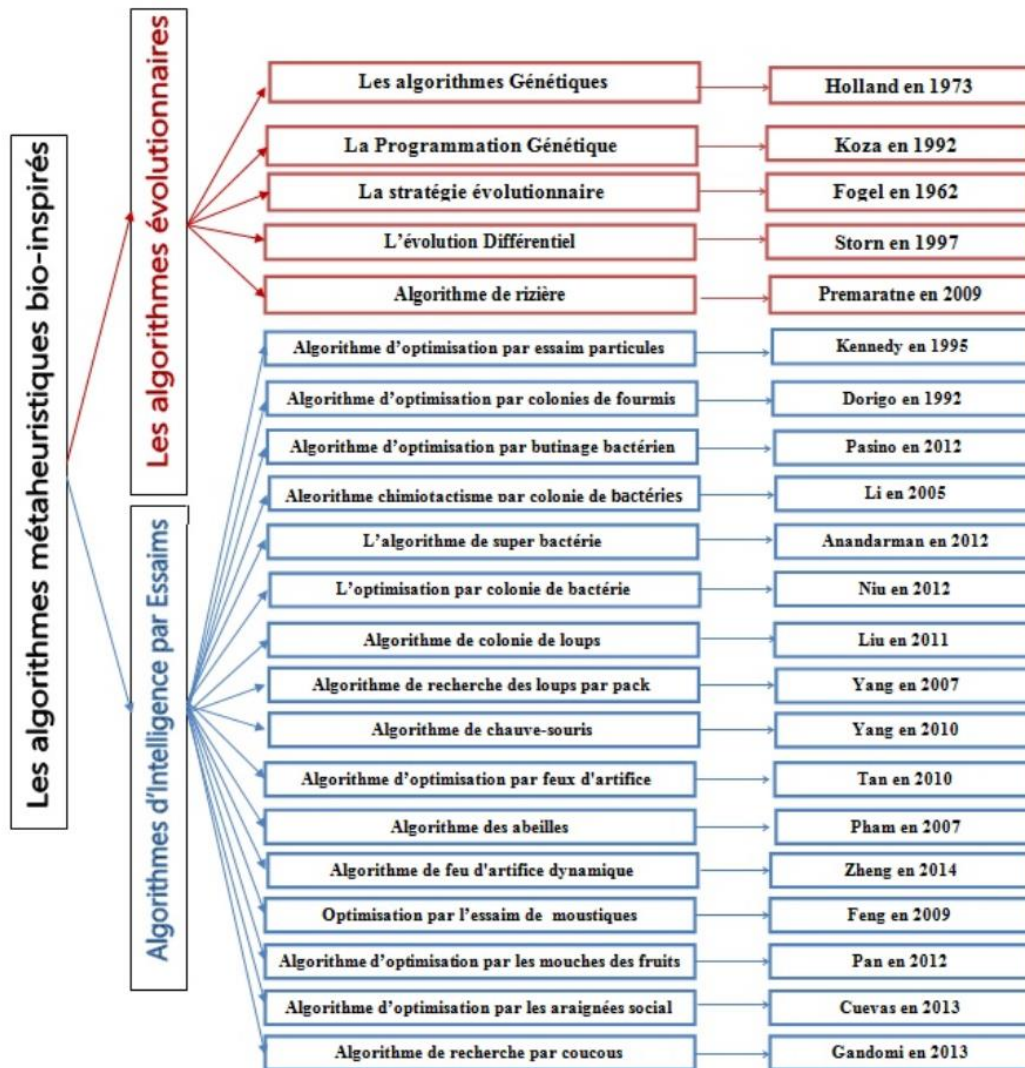 Les algorithmes métaheuristiques bio-inspirés
Les algorithmes évolutionnaires
Les algorithmes Génétiques
Holland en 1973
La Programmation Génétique
Koza en 1992
La stratégie évolutionnaire
Fogel en 1962
L'évolution Différentiel
Storn en 1997
Algorithme de rizière
Premaratne en 2009
Algorithmes d'Intelligence par Essaims
Algorithme d'optimisation par essaim particules
Kennedy en 1995
Algorithme d'optimisation par colonies de fourmis
Dorigo en 1992
Algorithme d'optimisation par butinage bactérien
Pasino en 2012
Algorithme chimiotactisme par colonie de bactéries
Li en 2005
L'algorithme de super bactérie
Anandarman en 2012
L'optimisation par colonie de bactérie
Niu en 2012
Algorithme de colonie de loups
Liu en 2011
Algorithme de recherche des loups par pack
Yang en 2007
Algorithme de chauve-souris
Yang en 2010
Algorithme d'optimisation par feux d'artifice
Tan en 2010
Algorithme des abeilles
Pham en 2007
Algorithme de feu d'artifice dynamique
Zheng en 2014
Optimisation par l'essaim de moustiques
Feng en 2009
Algorithme d'optimisation par les mouches des fruits
Pan en 2012
Algorithme d'optimisation par les araignées social
Cuevas en 2013
Algorithme de recherche par coucous
Gandomi en 2013